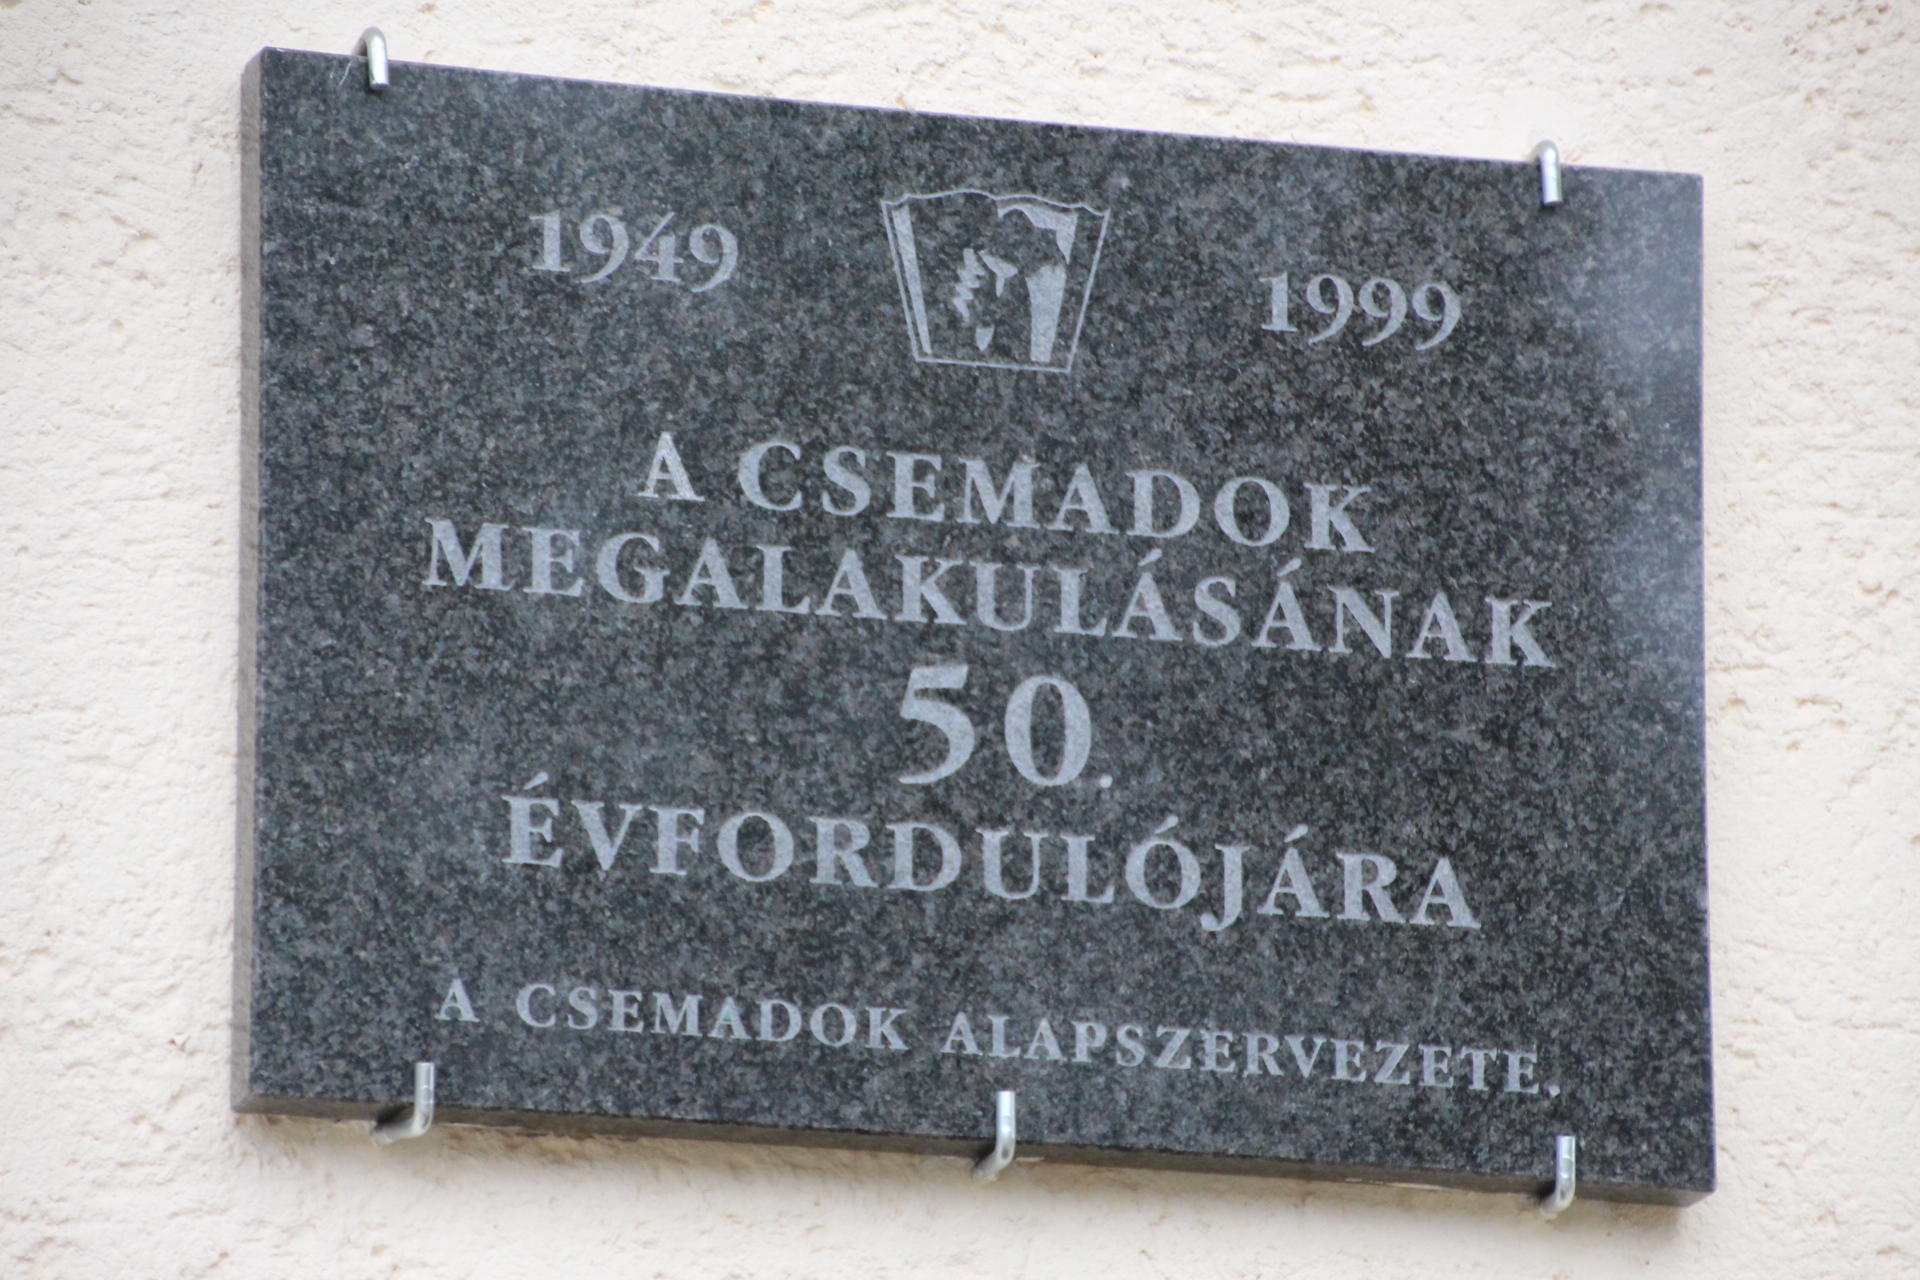 1949 1999
A CSEMADOK
MEGALAKULÁSÁNAK
50.
ÉVFORDULÓJÁRA
A CSEMADOK ALAPSZERVEZETE.